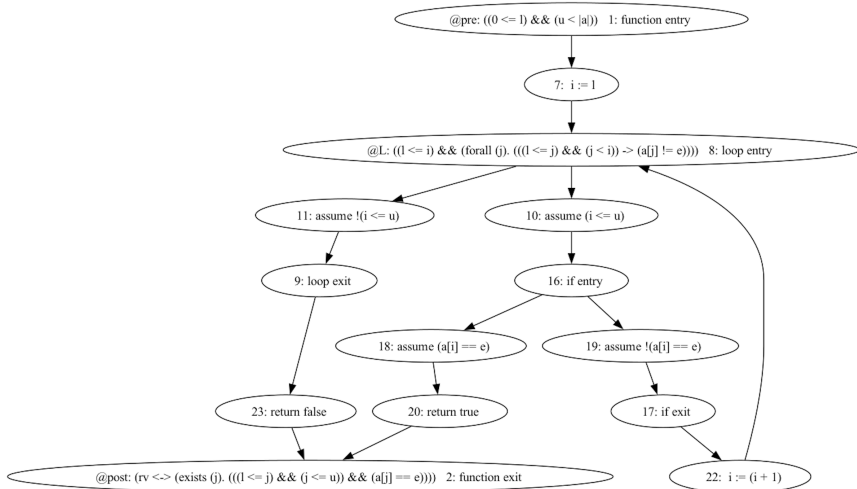 @pre: ((0 <= l) && (u < |a|))   1: function entry
7:  i := l
@L: ((l <= i) && (forall (j). (((l <= j) && (j < i)) -> (a[j] != e))))   8: loop entry
11: assume !(i <= u)
10: assume (i <= u)
9: loop exit
16: if entry
18: assume (a[i] == e)
19: assume !(a[i] == e)
23: return false
20: return true
17: if exit
@post: (rv <-> (exists (j). (((l <= j) && (j <= u)) && (a[j] == e))))   2: function exit
22:  i := (i + 1)